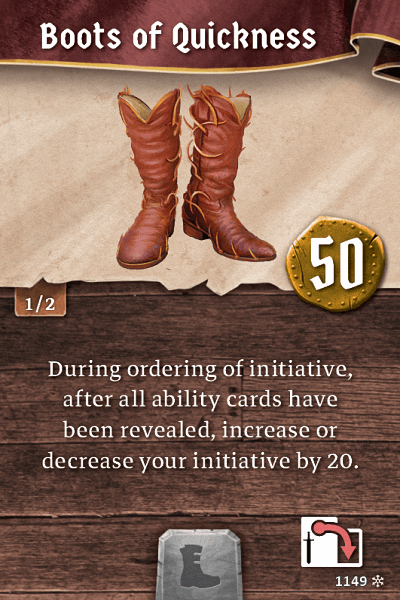 Boots of Quickness
50
1/2
During ordering of initiative,
after all ability cards have
been revealed, increase or
decrease your initiative by 20.
1149 ✻